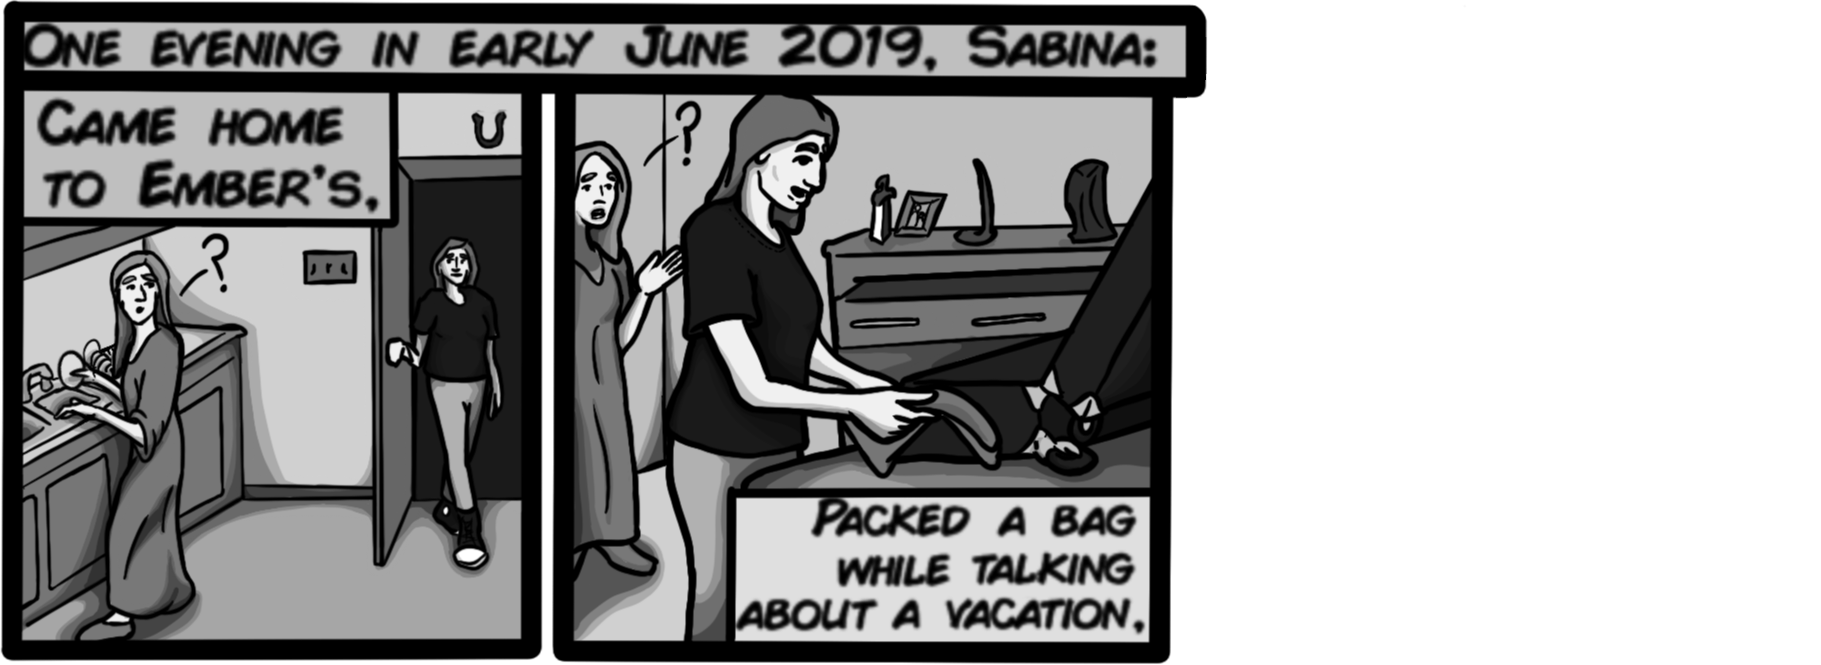 One evening in early June 2019, Sabina:
Came home
to Ember's,
?
?
Packed a bag
while talking
about a vacation,